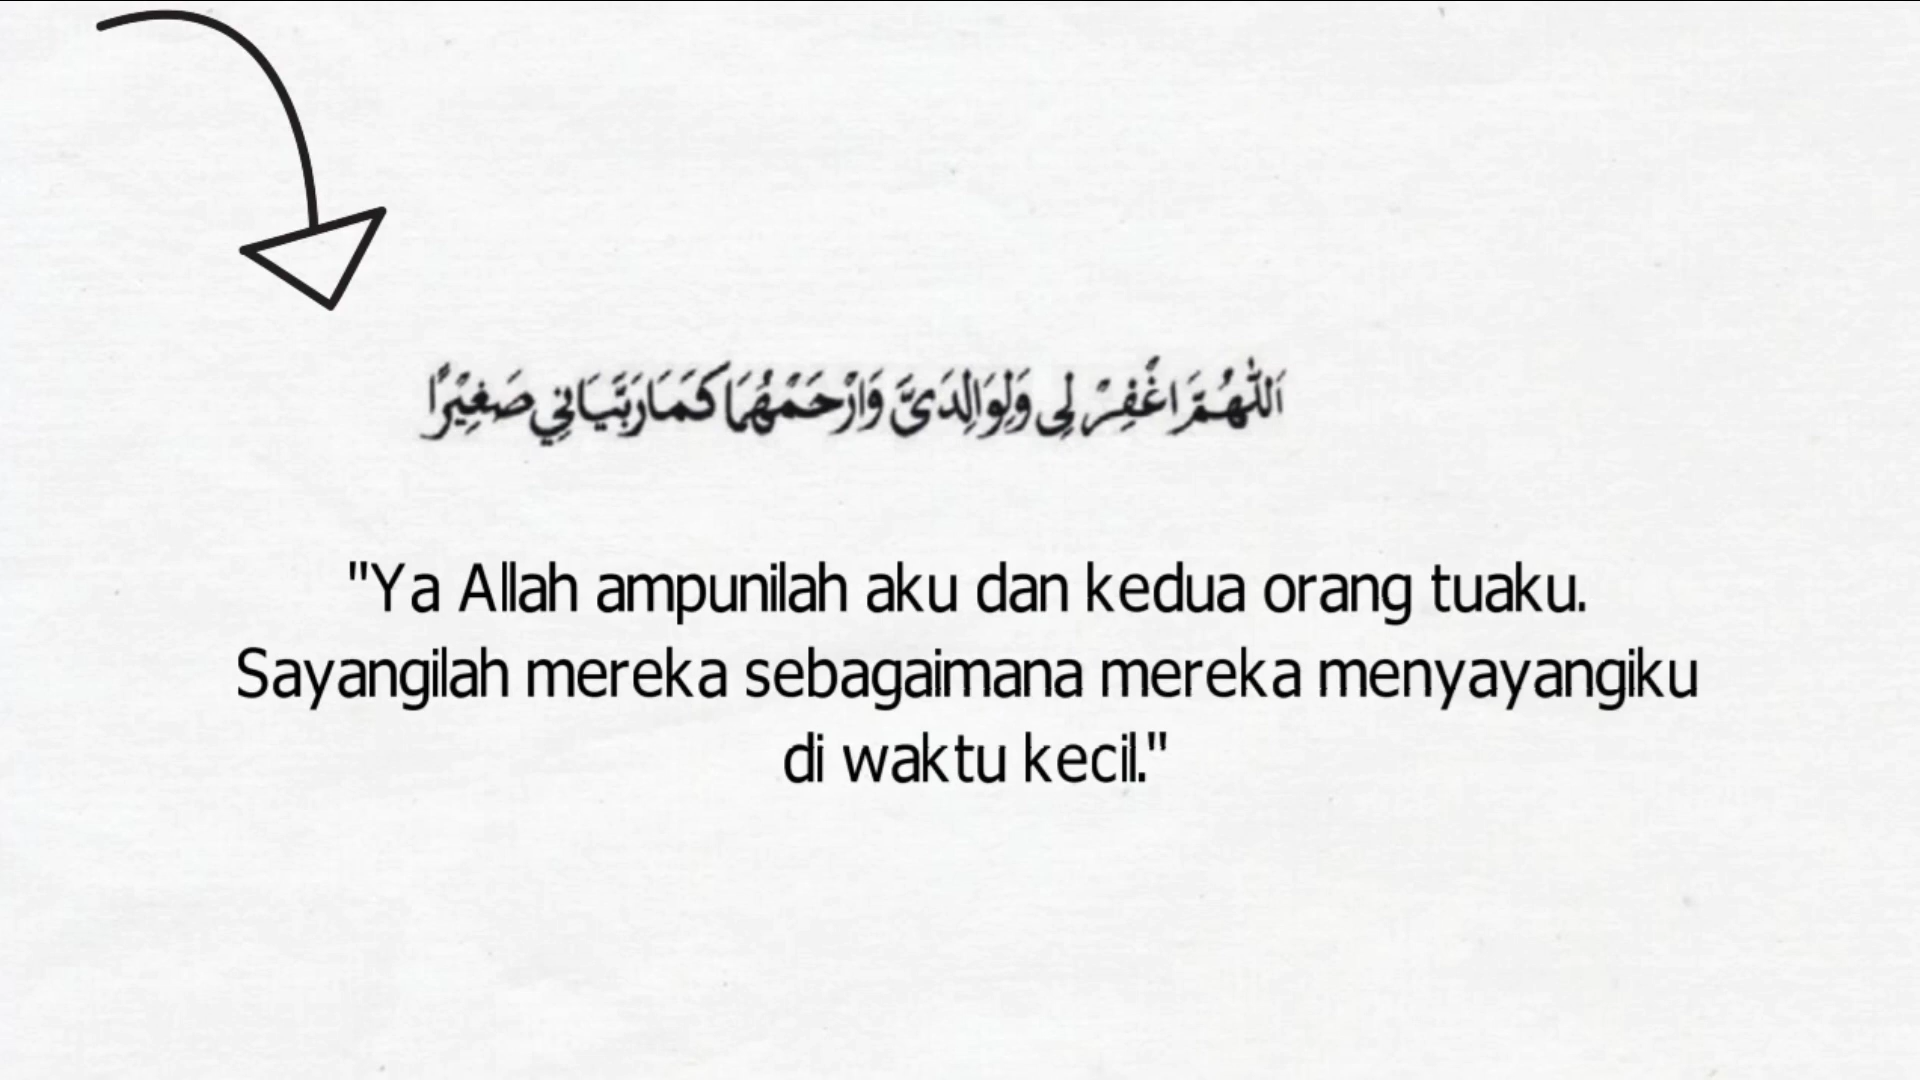 اَللّٰهُمَّ اغْفِرْ لِى وَلِوَالِدَىَّ وَارْحَمْهُمَا كَمَا رَبَّيَانِي صَغِيْرًا
"Ya Allah ampunilah aku dan kedua orang tuaku.
Sayangilah mereka sebagaimana mereka menyayangiku
di waktu kecil."